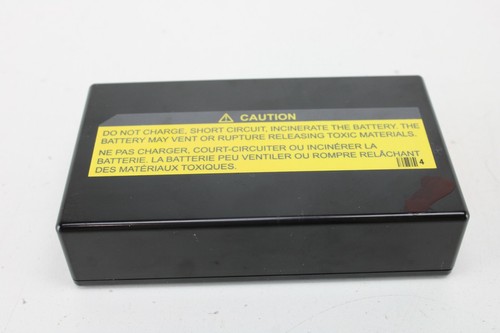 ⚠ CAUTION
DO NOT CHARGE, SHORT CIRCUIT, INCINERATE THE BATTERY. THE
BATTERY MAY VENT OR RUPTURE RELEASING TOXIC MATERIALS.
NE PAS CHARGER, COURT-CIRCUITER OU INCINÉRER LA
BATTERIE. LA BATTERIE PEU VENTILER OU ROMPRE RELÂCHANT
DES MATÉRIAUX TOXIQUES.
4